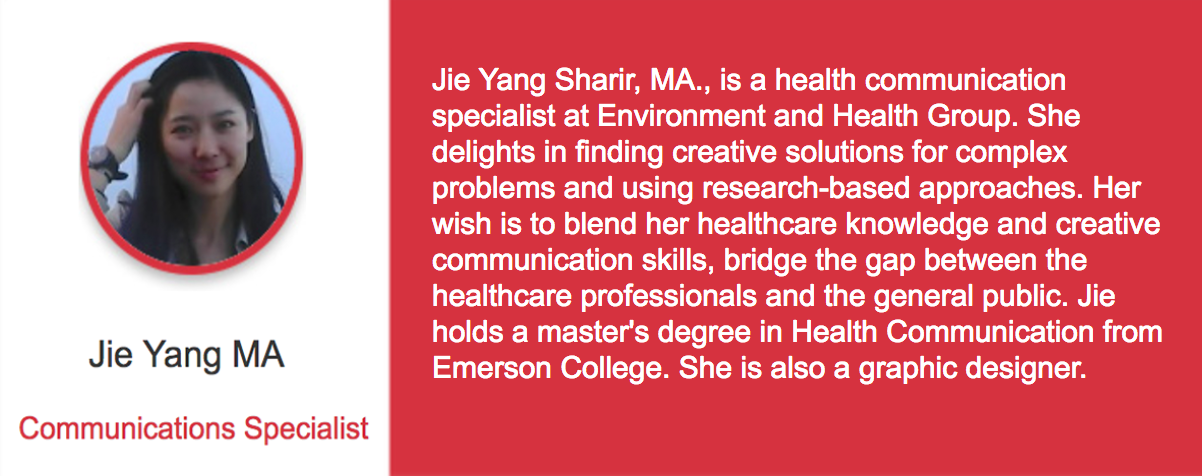 Jie Yang MA
Communications Specialist
Jie Yang Sharir, MA., is a health communication
specialist at Environment and Health Group. She
delights in finding creative solutions for complex
problems and using research-based approaches. Her
wish is to blend her healthcare knowledge and creative
communication skills, bridge the gap between the
healthcare professionals and the general public. Jie
holds a master's degree in Health Communication from
Emerson College. She is also a graphic designer.